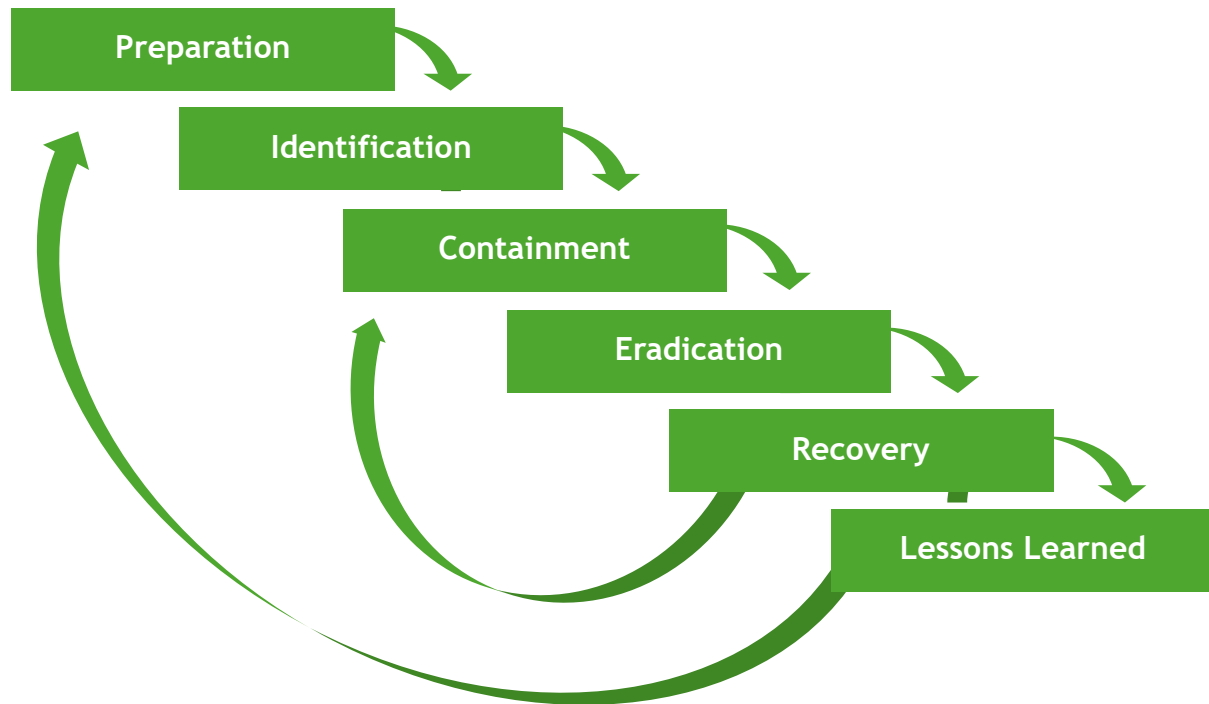 Preparation
Identification
Containment
Eradication
Recovery
Lessons Learned